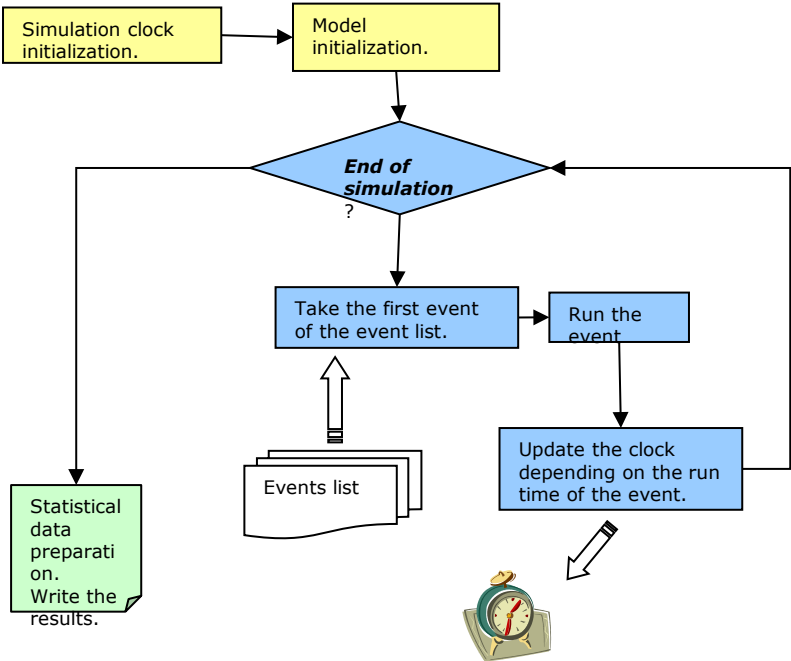 Simulation clock
initialization.
Model
initialization.
End of
simulation
?
Take the first event
of the event list.
Run the
event
Events list
Update the clock
depending on the run
time of the event.
Statistical
data
preparati
on.
Write the
results.